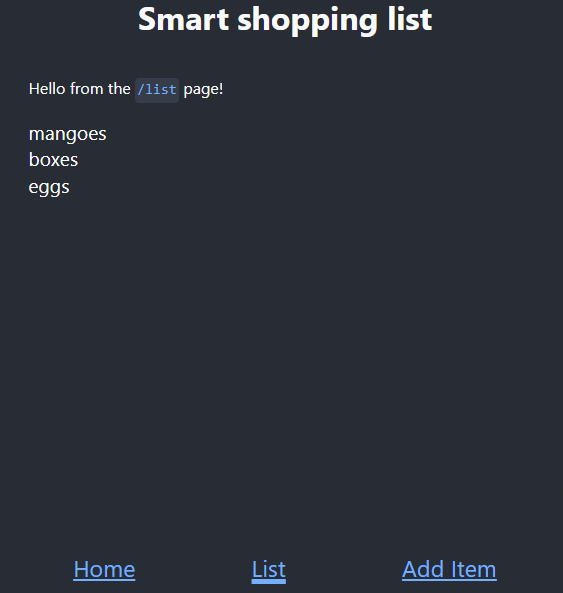 Smart shopping list
Hello from the /list page!
mangoes
boxes
eggs
Home List Add Item